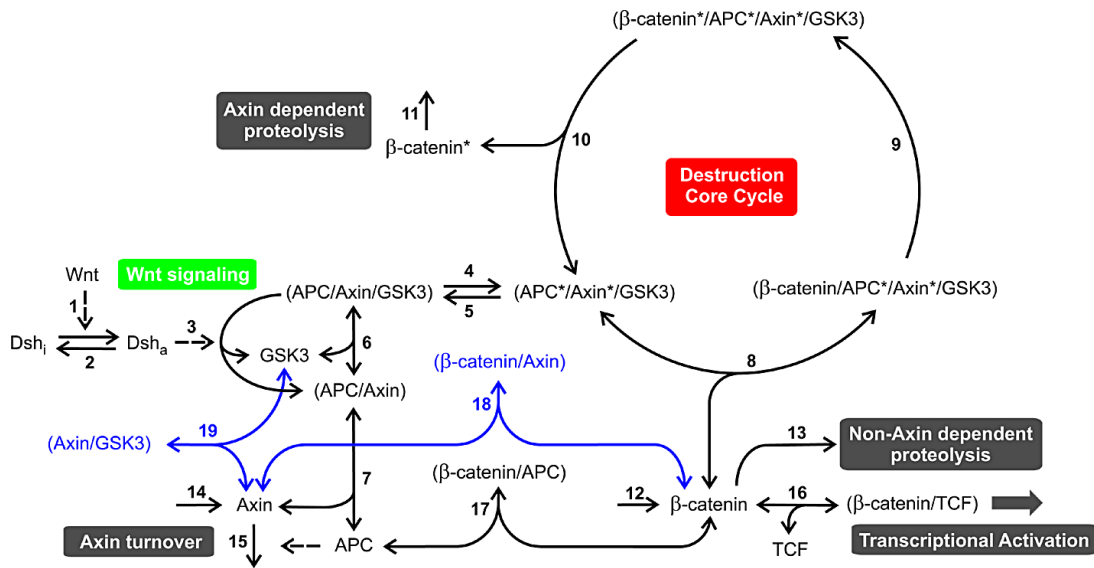 (β-catenin*/APC*/Axin*/GSK3)
Axin dependent
proteolysis
11
β-catenin*
10
9
Destruction
Core Cycle
Wnt
Wnt signaling
1
3
Dsh_i
2
Dsh_a
(APC/Axin/GSK3)
4
5
(APC*/Axin*/GSK3)
(β-catenin/APC*/Axin*/GSK3)
GSK3
6
(APC/Axin)
(β-catenin/Axin)
8
18
(Axin/GSK3)
19
7
(β-catenin/APC)
13
Non-Axin dependent
proteolysis
14
Axin
17
12
β-catenin
16
(β-catenin/TCF)
Axin turnover
15
APC
TCF
Transcriptional Activation